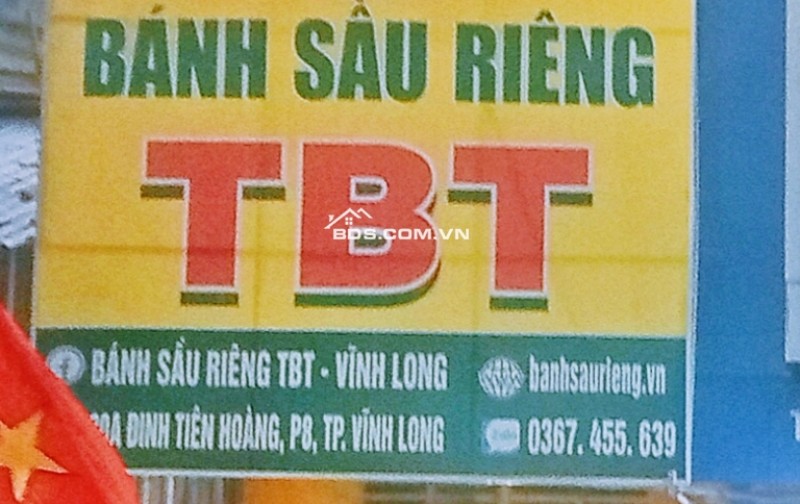 BÁNH SẦU RIÊNG
TBT
BDS.COM.VN
BÁNH SẦU RIÊNG TBT - VĨNH LONG
banhsaurieng.vn
ĐINH TIÊN HOÀNG, P8, TP. VĨNH LONG
0367. 455. 639